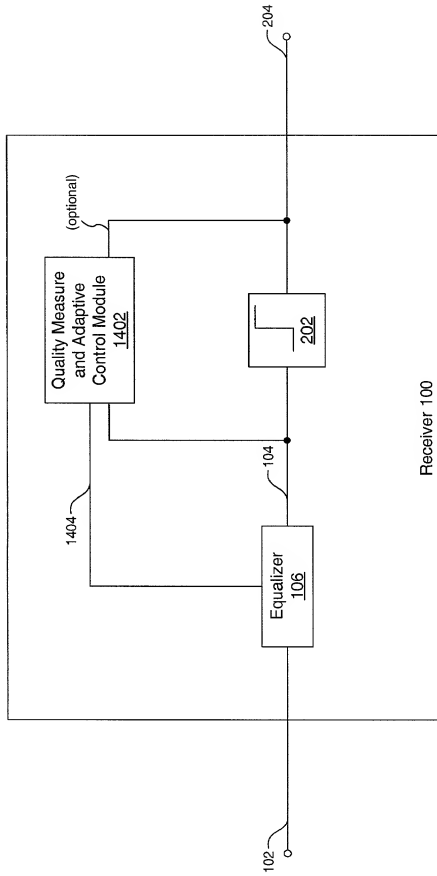 204
(optional)
Quality Measure
and Adaptive
Control Module
1402
202
1404
104
Equalizer
106
102
Receiver 100